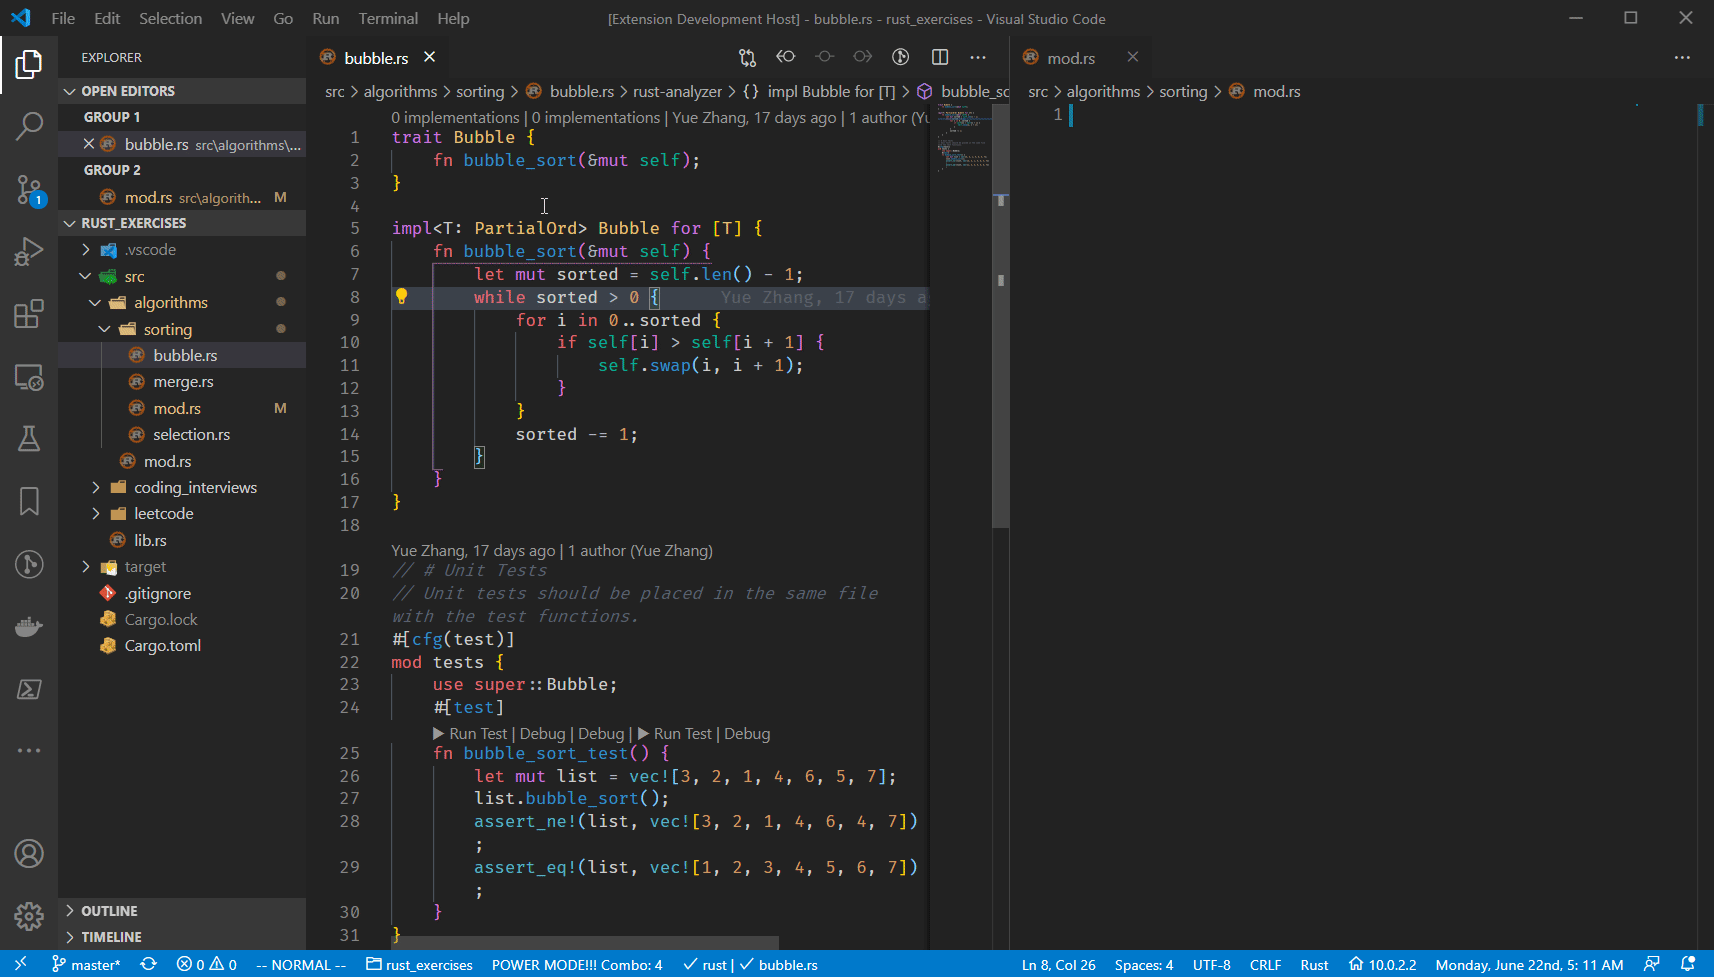 File Edit Selection View Go Run Terminal Help [Extension Development Host] - bubble.rs - rust_exercises - Visual Studio Code
EXPLORER
OPEN EDITORS
GROUP 1
bubble.rs src\algorithms\...
GROUP 2
mod.rs src\algorith... M
RUST_EXERCISES
.vscode
src
algorithms
sorting
bubble.rs
merge.rs
mod.rs M
selection.rs
mod.rs
coding_interviews
leetcode
lib.rs
target
.gitignore
Cargo.lock
Cargo.toml
OUTLINE
TIMELINE
1
bubble.rs
src > algorithms > sorting > bubble.rs > rust-analyzer > {} impl Bubble for [T] > bubble_so
0 implementations | 0 implementations | Yue Zhang, 17 days ago | 1 author (Yu
1 trait Bubble {
2 fn bubble_sort(&mut self);
3 }
4
5 impl<T: PartialOrd> Bubble for [T] {
6 fn bubble_sort(&mut self) {
7 let mut sorted = self.len() - 1;
8 while sorted > 0 { Yue Zhang, 17 days a
9 for i in 0..sorted {
10 if self[i] > self[i + 1] {
11 self.swap(i, i + 1);
12 }
13 }
14 sorted -= 1;
15 }
16 }
17 }
18
Yue Zhang, 17 days ago | 1 author (Yue Zhang)
19 // # Unit Tests
20 // Unit tests should be placed in the same file
with the test functions.
21 #[cfg(test)]
22 mod tests {
23 use super::Bubble;
24 #[test]
▶ Run Test | Debug | Debug | ▶ Run Test | Debug
25 fn bubble_sort_test() {
26 let mut list = vec![3, 2, 1, 4, 6, 5, 7];
27 list.bubble_sort();
28 assert_ne!(list, vec![3, 2, 1, 4, 6, 4, 7])
;
29 assert_eq!(list, vec![1, 2, 3, 4, 5, 6, 7])
;
30 }
31 }
mod.rs
src > algorithms > sorting > mod.rs
1
master* 0 0 -- NORMAL -- rust_exercises POWER MODE!!! Combo: 4 ✓ rust | ✓ bubble.rs Ln 8, Col 26 Spaces: 4 UTF-8 CRLF Rust 10.0.2.2 Monday, June 22nd, 5: 11 AM